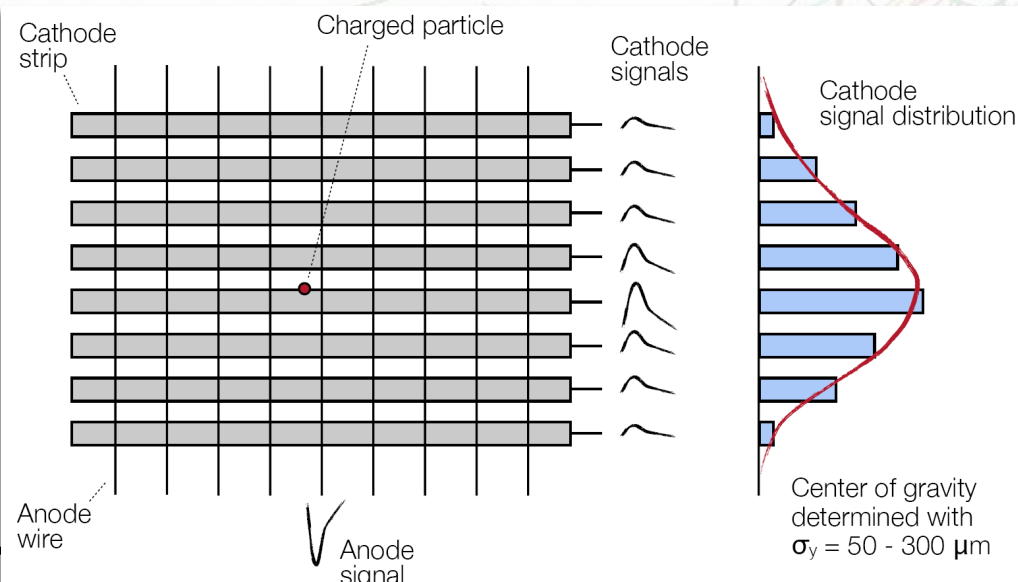 Cathode
strip
Charged particle
Cathode
signals
Cathode
signal distribution
Anode
wire
Anode
signal
Center of gravity
determined with
σy = 50 - 300 μm